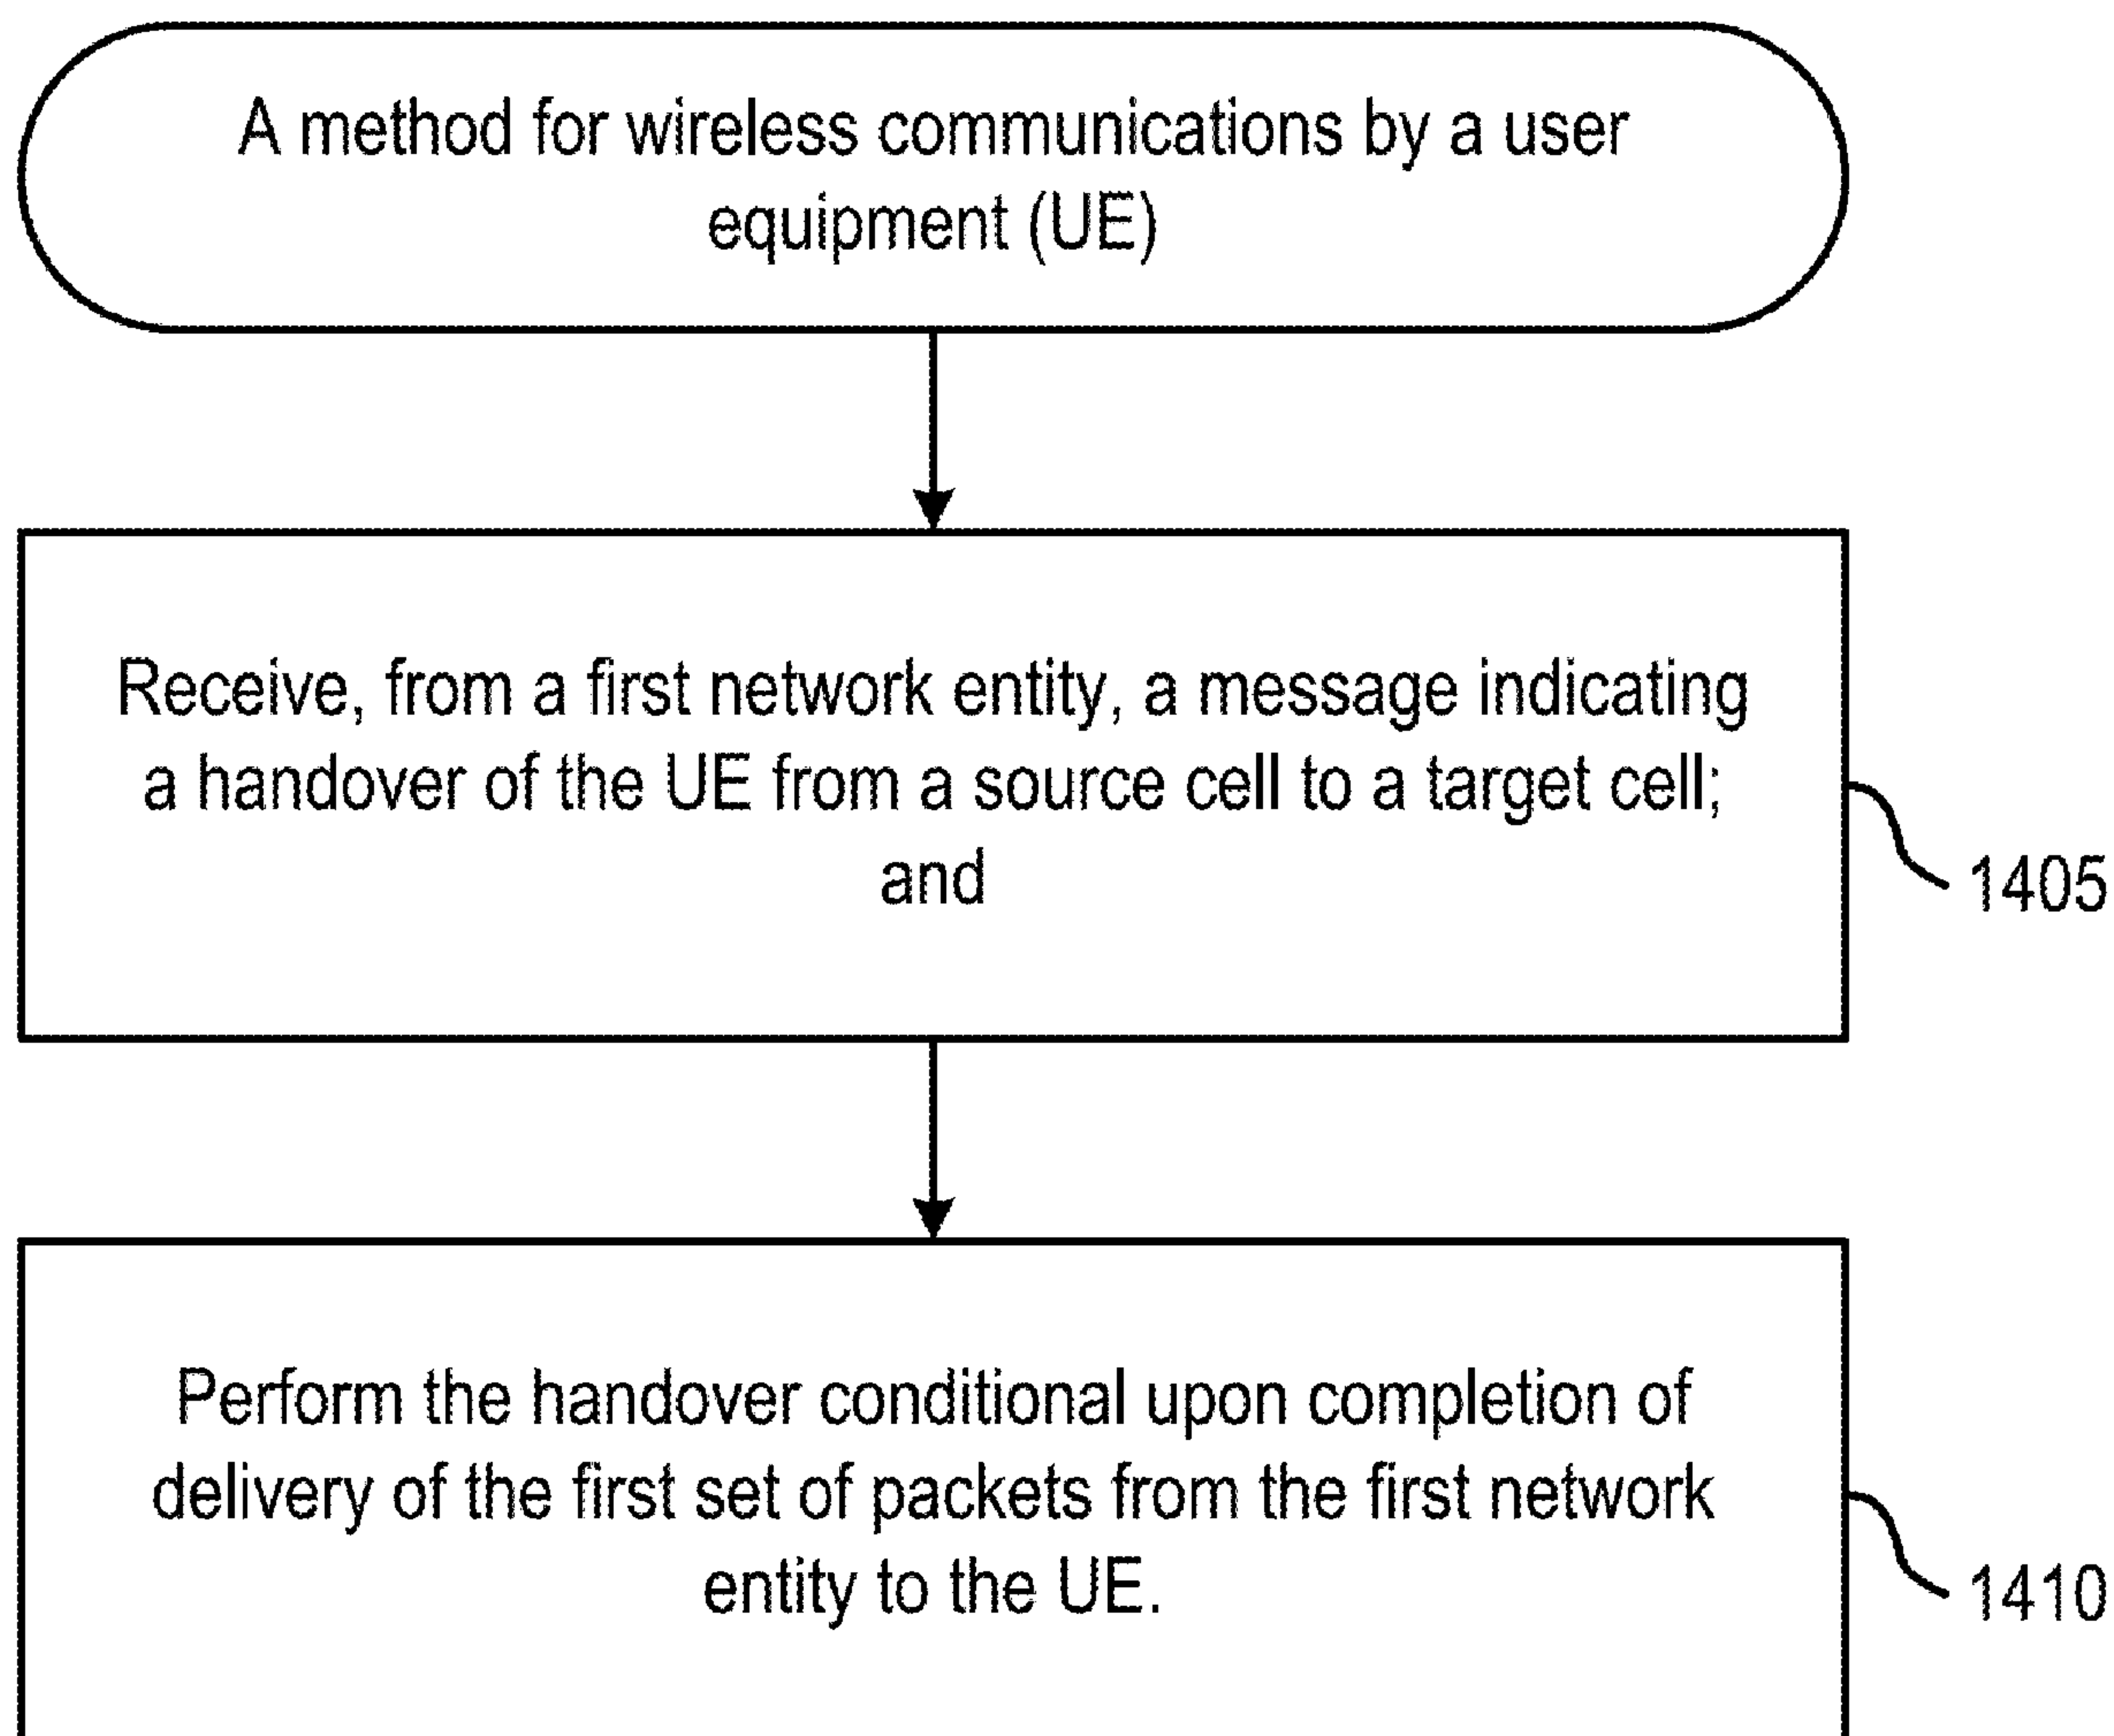 A method for wireless communications by a user
equipment (UE)
Receive, from a first network entity, a message indicating
a handover of the UE from a source cell to a target cell;
and
1405
Perform the handover conditional upon completion of
delivery of the first set of packets from the first network
entity to the UE.
1410